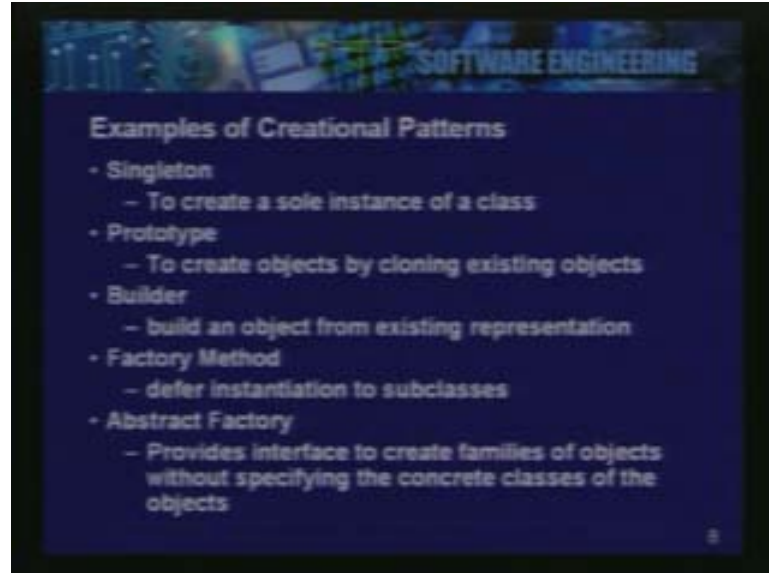 SOFTWARE ENGINEERING
Examples of Creational Patterns
- Singleton
– To create a sole instance of a class
- Prototype
– To create objects by cloning existing objects
- Builder
– build an object from existing representation
- Factory Method
– defer instantiation to subclasses
- Abstract Factory
– Provides interface to create families of objects
without specifying the concrete classes of the
objects